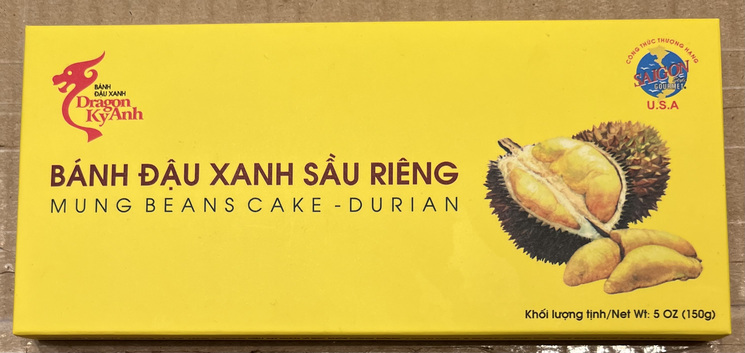 BÁNH
ĐẬU XANH
Dragon
Kỳ Anh
CÔNG THỨC THƯỢNG HẠNG
SAIGON
GOURMET
U.S.A
BÁNH ĐẬU XANH SẦU RIÊNG
MUNG BEANS CAKE - DURIAN
Khối lượng tịnh/Net Wt: 5 OZ (150g)